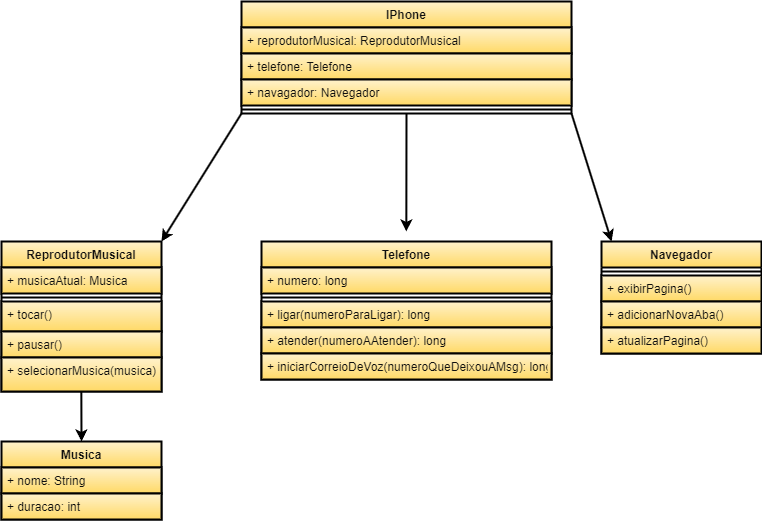 IPhone
+ reprodutorMusical: ReprodutorMusical
+ telefone: Telefone
+ navagador: Navegador
ReprodutorMusical
+ musicaAtual: Musica
+ tocar()
+ pausar()
+ selecionarMusica(musica)
Telefone
+ numero: long
+ ligar(numeroParaLigar): long
+ atender(numeroAAtender): long
+ iniciarCorreioDeVoz(numeroQueDeixouAMsg): long
Navegador
+ exibirPagina()
+ adicionarNovaAba()
+ atualizarPagina()
Musica
+ nome: String
+ duracao: int